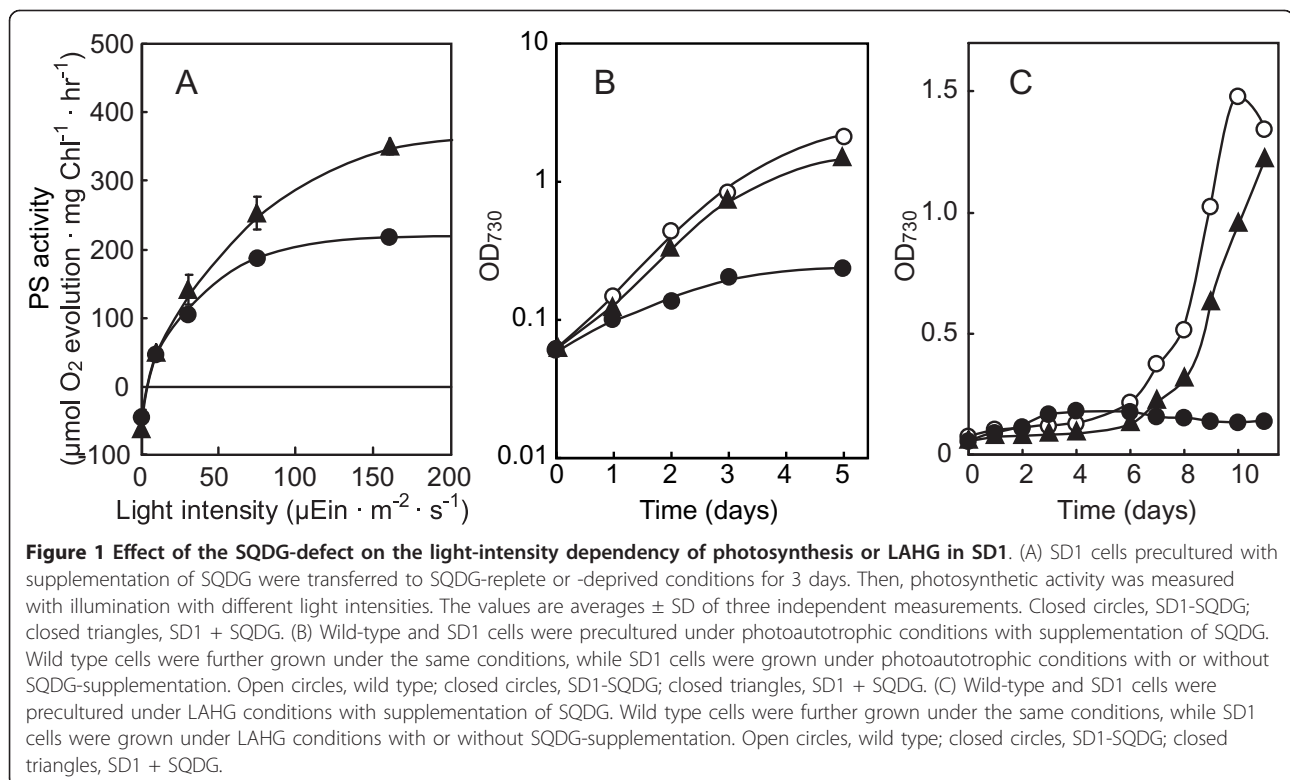 A
500
400
300
200
100
0
-100
PS activity
(μmol O2 evolution · mg Chl-1 · hr-1)
0 50 100 150 200
Light intensity (μEin · m-2 · s-1)
B
10
1
0.1
0.01
OD730
0 1 2 3 5
Time (days)
C
1.5
1.0
0.5
0
OD730
0 2 4 6 8 10
Time (days)
Figure 1 Effect of the SQDG-defect on the light-intensity dependency of photosynthesis or LAHG in SD1. (A) SD1 cells precultured with
supplementation of SQDG were transferred to SQDG-replete or -deprived conditions for 3 days. Then, photosynthetic activity was measured
with illumination with different light intensities. The values are averages ± SD of three independent measurements. Closed circles, SD1-SQDG;
closed triangles, SD1 + SQDG. (B) Wild-type and SD1 cells were precultured under photoautotrophic conditions with supplementation of SQDG.
Wild type cells were further grown under the same conditions, while SD1 cells were grown under photoautotrophic conditions with or without
SQDG-supplementation. Open circles, wild type; closed circles, SD1-SQDG; closed triangles, SD1 + SQDG. (C) Wild-type and SD1 cells were
precultured under LAHG conditions with supplementation of SQDG. Wild type cells were further grown under the same conditions, while SD1
cells were grown under LAHG conditions with or without SQDG-supplementation. Open circles, wild type; closed circles, SD1-SQDG; closed
triangles, SD1 + SQDG.